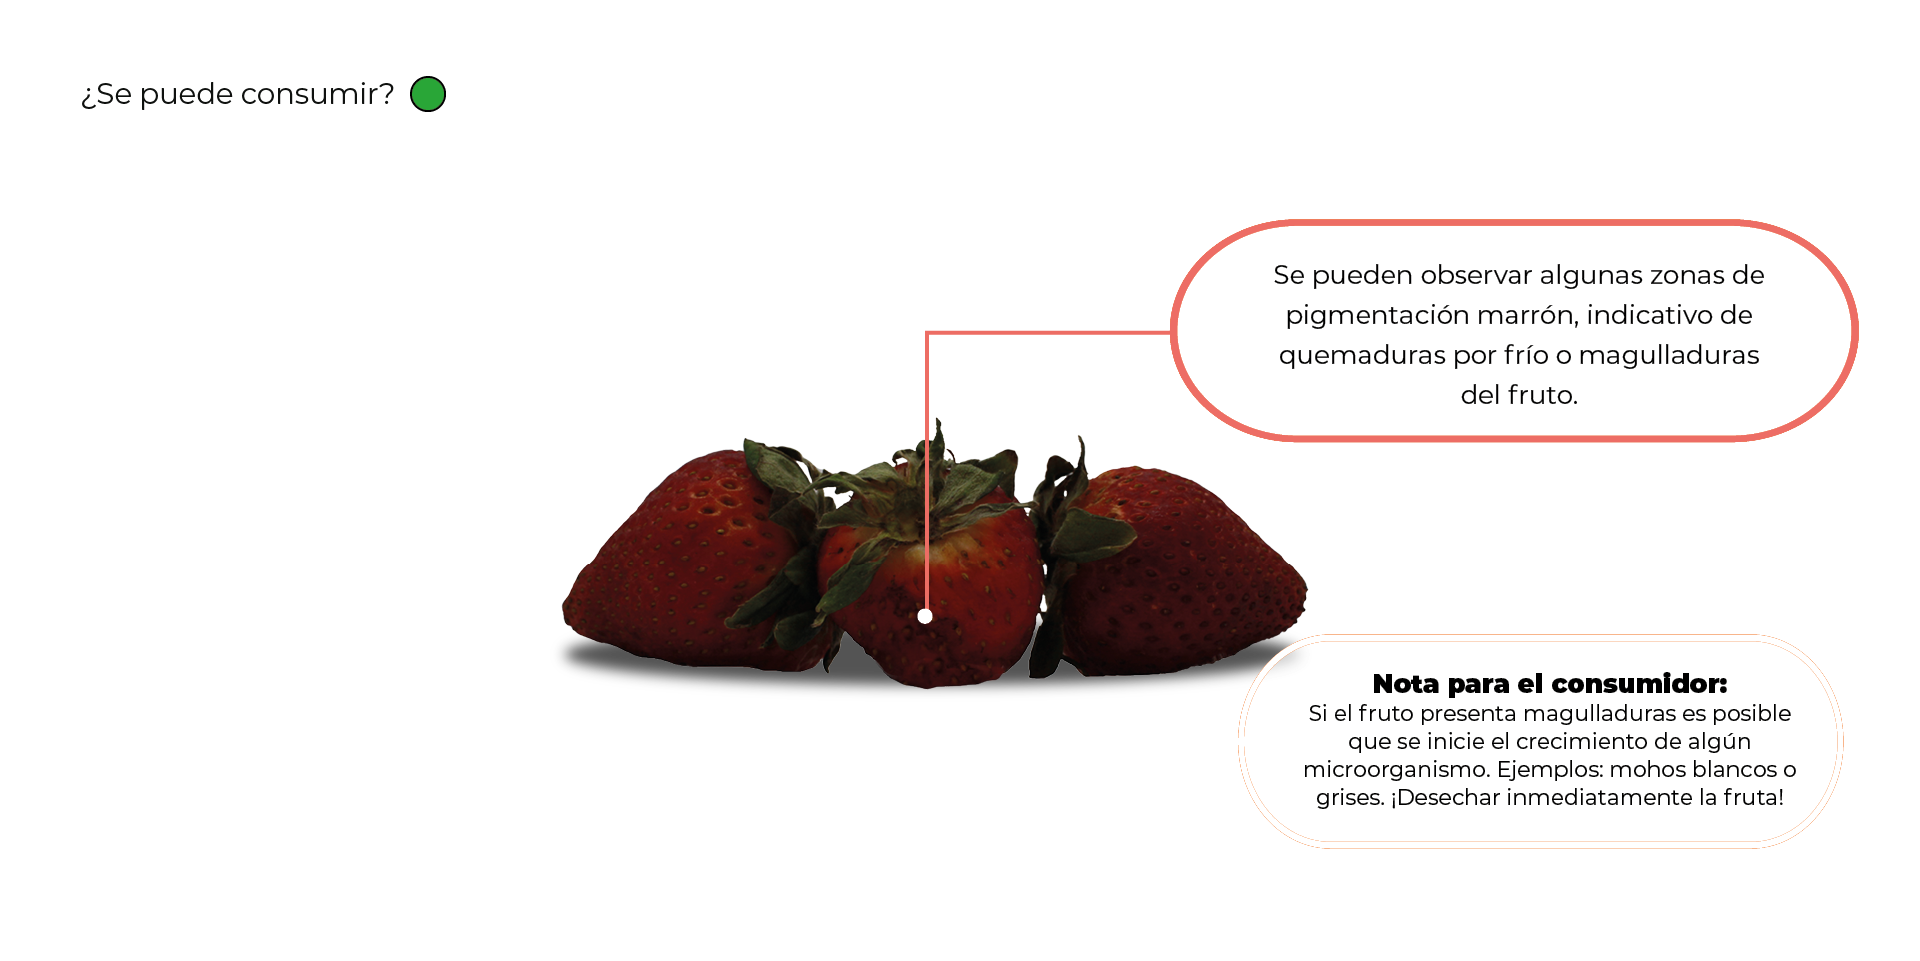 ¿Se puede consumir?
Se pueden observar algunas zonas de
pigmentación marrón, indicativo de
quemaduras por frío o magulladuras
del fruto.
Nota para el consumidor:
Si el fruto presenta magulladuras es posible
que se inicie el crecimiento de algún
microorganismo. Ejemplos: mohos blancos o
grises. ¡Desechar inmediatamente la fruta!